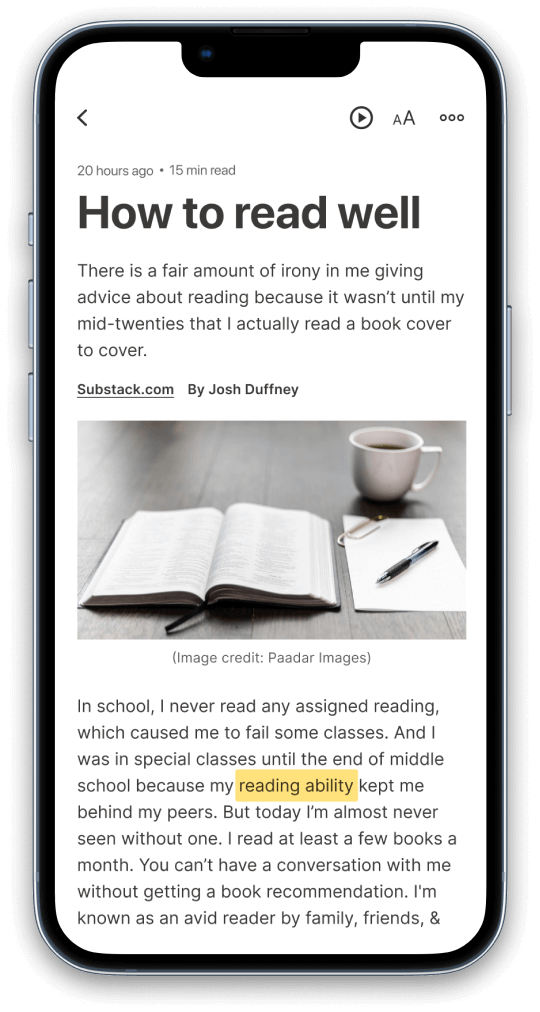 AA
20 hours ago • 15 min read
How to read well
There is a fair amount of irony in me giving
advice about reading because it wasn’t until my
mid-twenties that I actually read a book cover
to cover.
Substack.com By Josh Duffney
(Image credit: Paadar Images)
In school, I never read any assigned reading,
which caused me to fail some classes. And I
was in special classes until the end of middle
school because my reading ability kept me
behind my peers. But today I’m almost never
seen without one. I read at least a few books a
month. You can’t have a conversation with me
without getting a book recommendation. I'm
known as an avid reader by family, friends, &